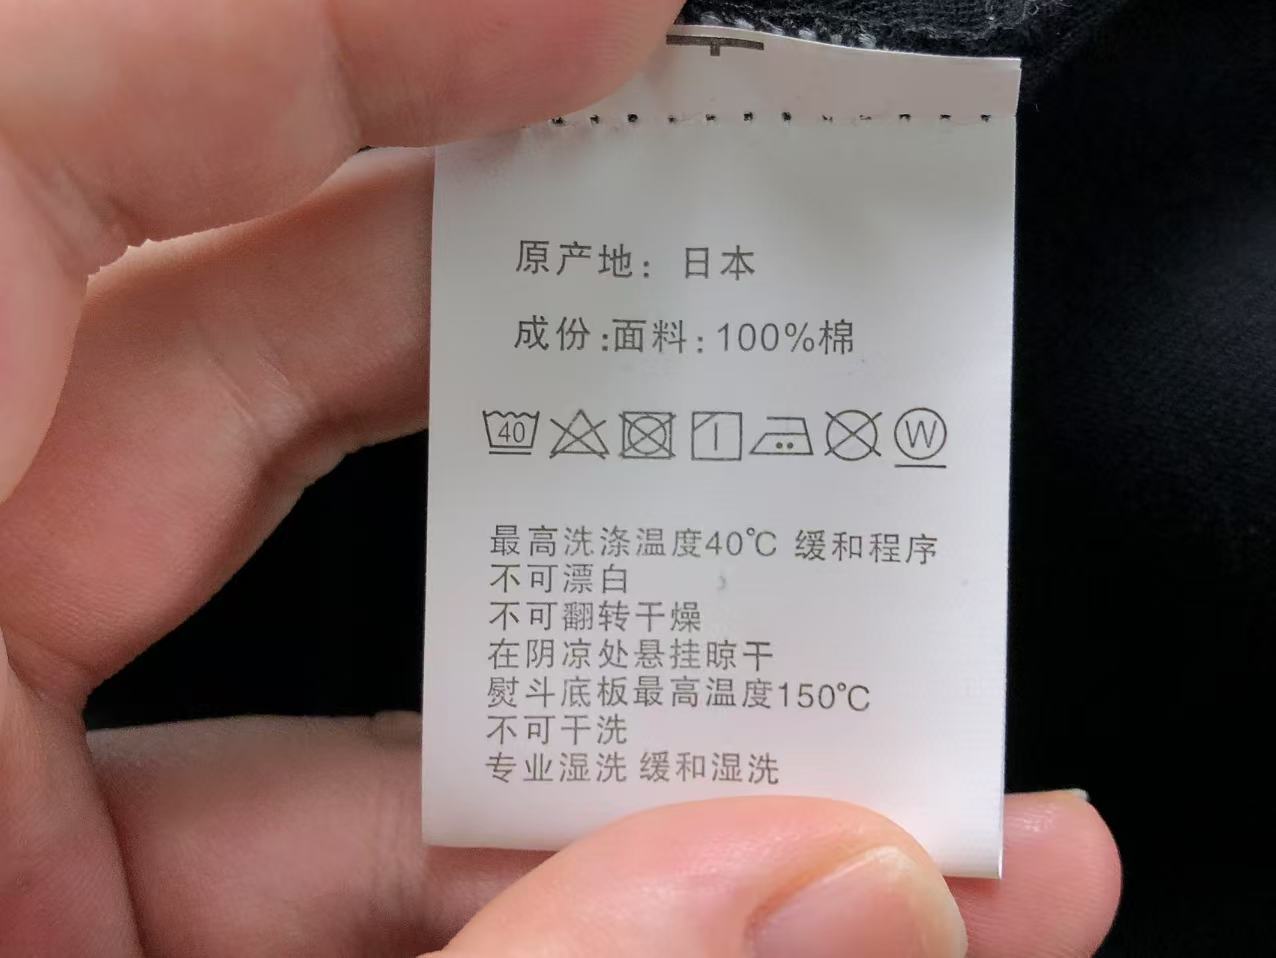 原产地：日本
成份:面料:100%棉
40 W
最高洗涤温度40℃ 缓和程序
不可漂白
不可翻转干燥
在阴凉处悬挂晾干
熨斗底板最高温度150℃
不可干洗
专业湿洗 缓和湿洗